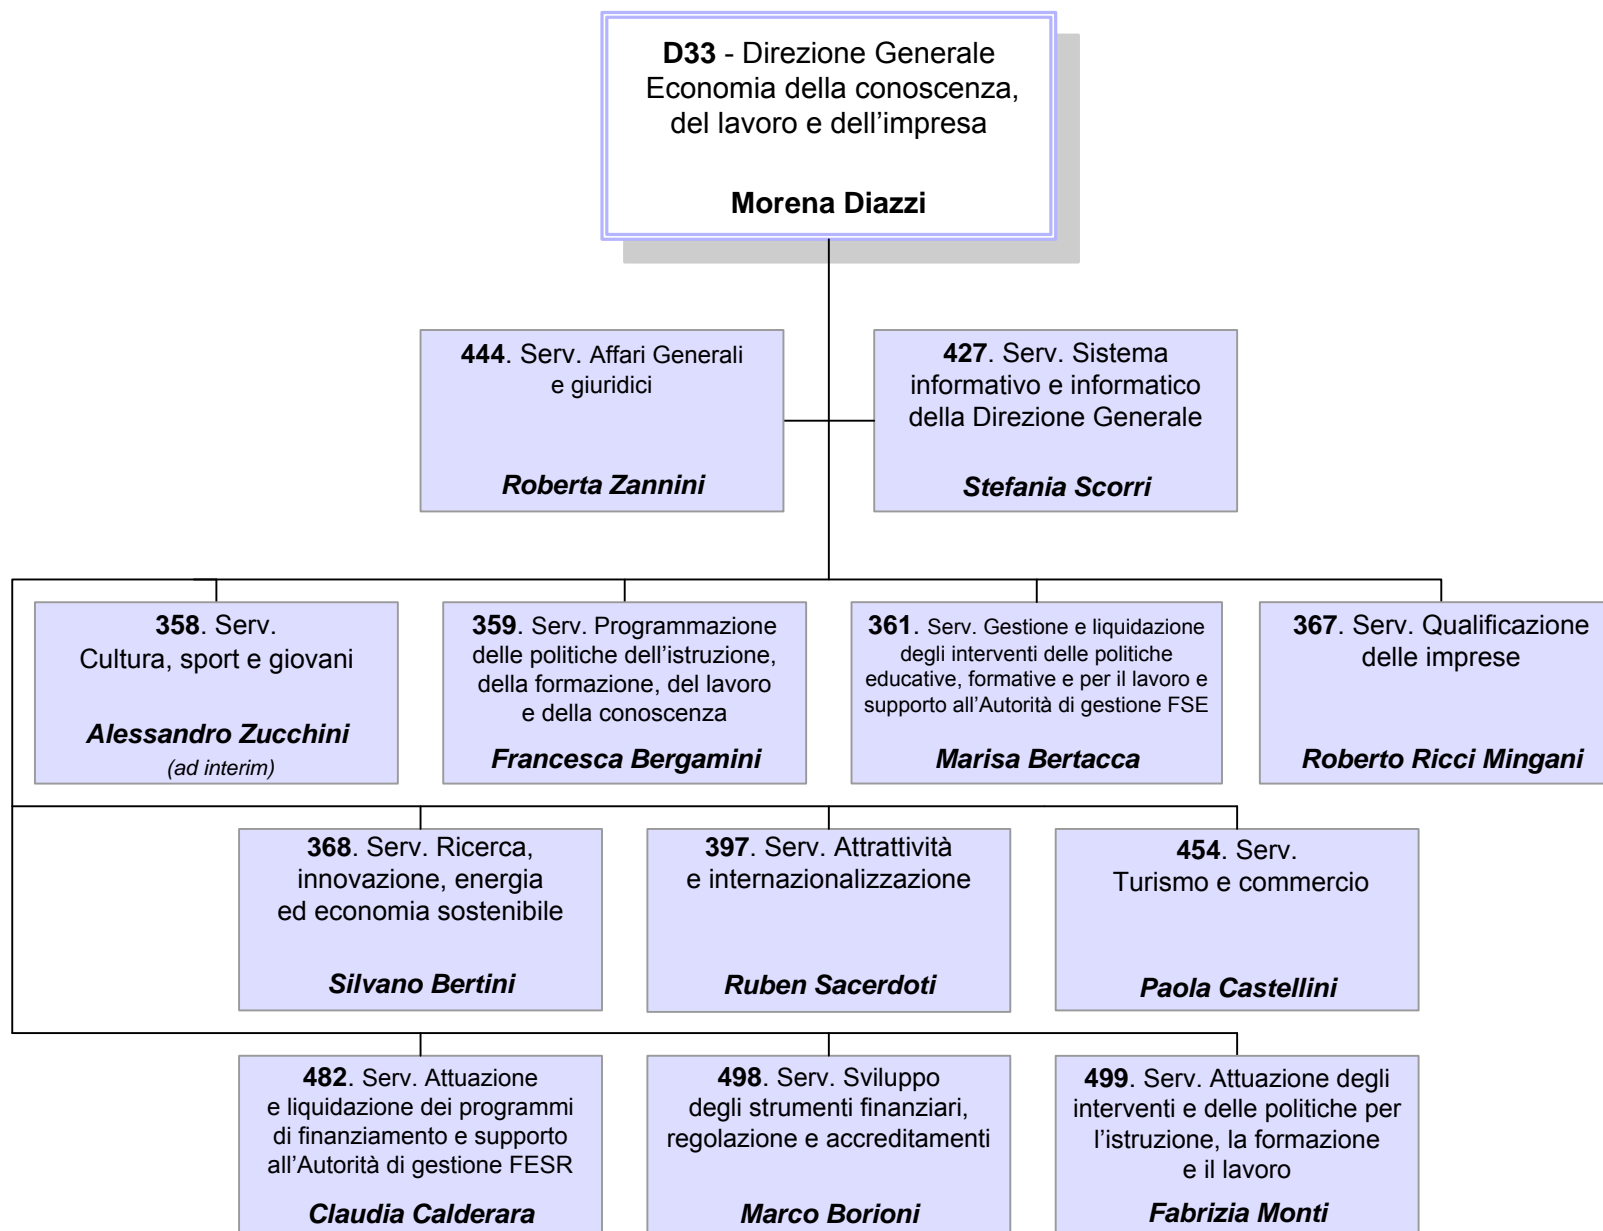 D33 - Direzione Generale
Economia della conoscenza,
del lavoro e dell’impresa
Morena Diazzi
444. Serv. Affari Generali
e giuridici
Roberta Zannini
427. Serv. Sistema
informativo e informatico
della Direzione Generale
Stefania Scorri
358. Serv.
Cultura, sport e giovani
Alessandro Zucchini
(ad interim)
359. Serv. Programmazione
delle politiche dell’istruzione,
della formazione, del lavoro
e della conoscenza
Francesca Bergamini
361. Serv. Gestione e liquidazione
degli interventi delle politiche
educative, formative e per il lavoro e
supporto all’Autorità di gestione FSE
Marisa Bertacca
367. Serv. Qualificazione
delle imprese
Roberto Ricci Mingani
368. Serv. Ricerca,
innovazione, energia
ed economia sostenibile
Silvano Bertini
397. Serv. Attrattività
e internazionalizzazione
Ruben Sacerdoti
454. Serv.
Turismo e commercio
Paola Castellini
482. Serv. Attuazione
e liquidazione dei programmi
di finanziamento e supporto
all’Autorità di gestione FESR
Claudia Calderara
498. Serv. Sviluppo
degli strumenti finanziari,
regolazione e accreditamenti
Marco Borioni
499. Serv. Attuazione degli
interventi e delle politiche per
l’istruzione, la formazione
e il lavoro
Fabrizia Monti